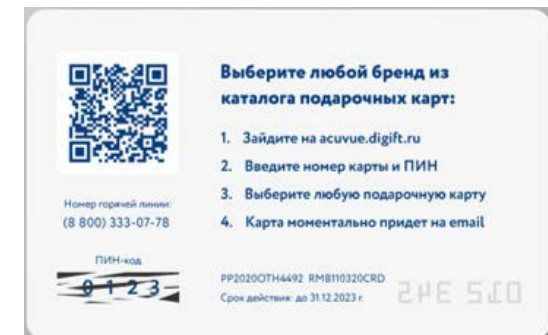 Выберите любой бренд из
каталога подарочных карт:
1. Зайдите на acuvue.digift.ru
2. Введите номер карты и ПИН
3. Выберите любую подарочную карту
4. Карта моментально придет на email
Номер горячей линии:
(8 800) 333-07-78
ПИН-код
0123
PP2020OTH4492 RMB110320CRD
Срок действия: до 31.12.2023 г.